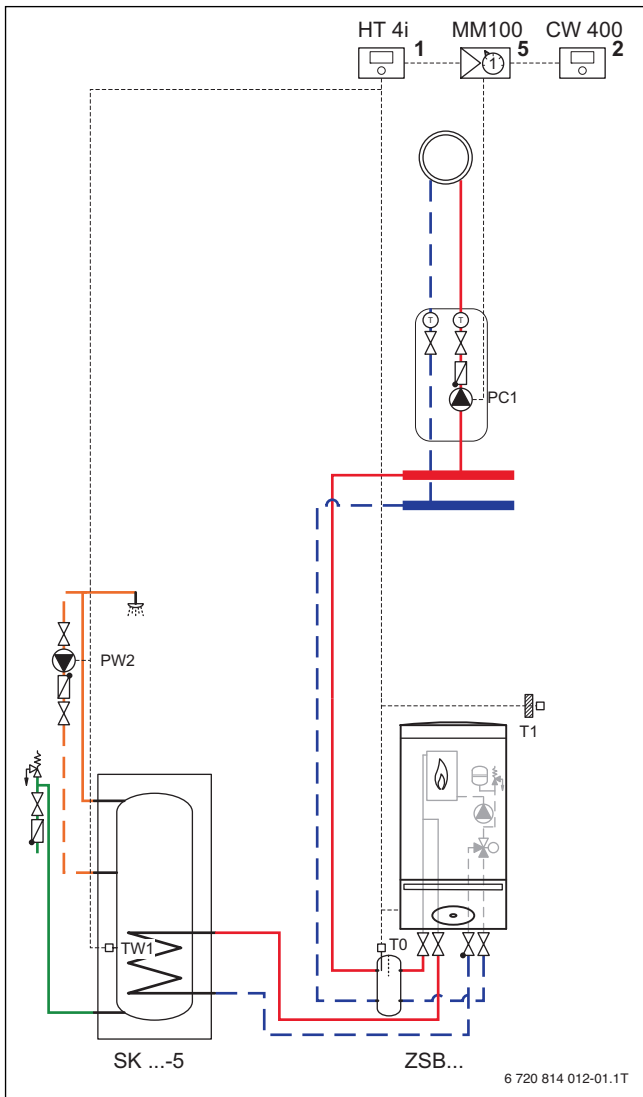 HT 4i MM100 CW 400
1 5 2
1
T T
PC1
PW2
T1
TW1
T0
SK ...-5 ZSB...
6 720 814 012-01.1T